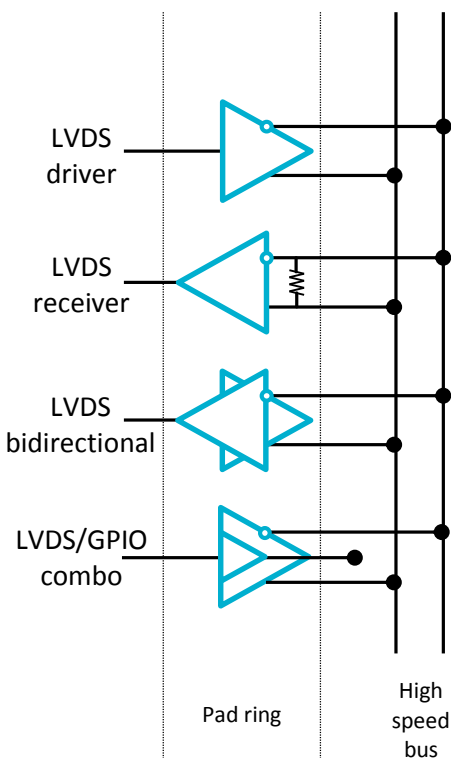 LVDS
driver
LVDS
receiver
LVDS
bidirectional
LVDS/GPIO
combo
Pad ring
High
speed
bus